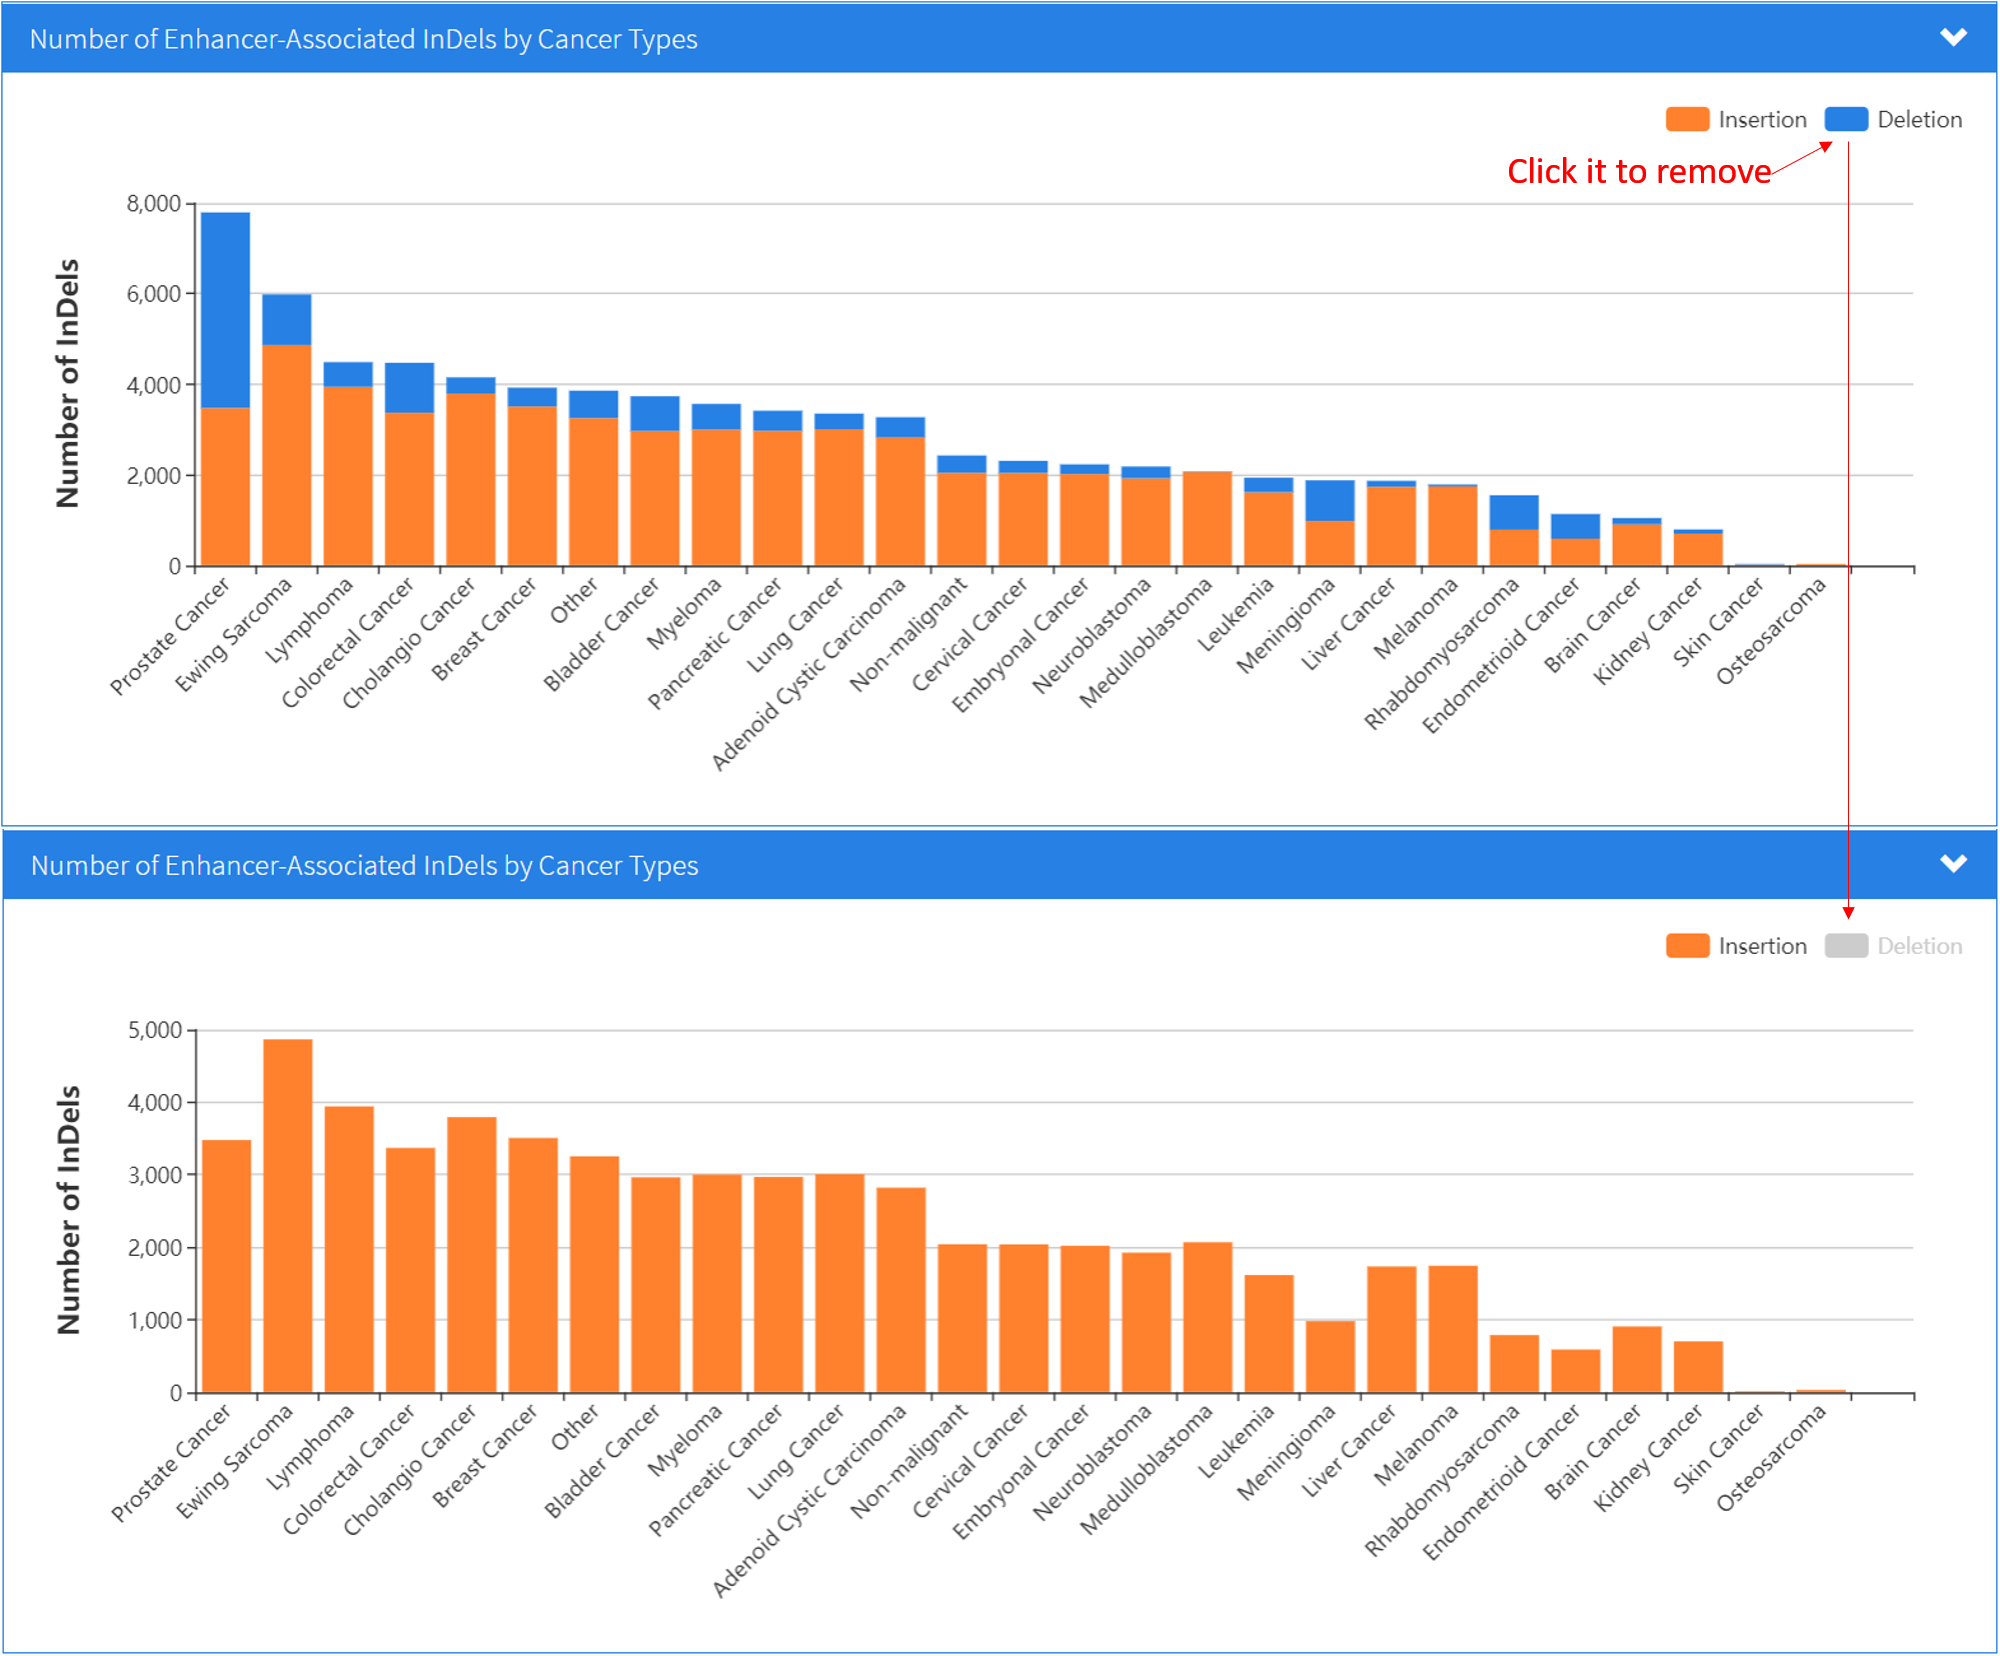 Number of Enhancer-Associated InDels by Cancer Types
Insertion
Deletion
Click it to remove
Number of InDels
8,000
6,000
4,000
2,000
0
Prostate Cancer
Ewing Sarcoma
Lymphoma
Colorectal Cancer
Cholangio Cancer
Breast Cancer
Other
Bladder Cancer
Myeloma
Pancreatic Cancer
Lung Cancer
Adenoid Cystic Carcinoma
Non-malignant
Cervical Cancer
Embryonal Cancer
Neuroblastoma
Medulloblastoma
Leukemia
Meningioma
Liver Cancer
Melanoma
Rhabdomyosarcoma
Endometrioid Cancer
Brain Cancer
Kidney Cancer
Skin Cancer
Osteosarcoma
Number of Enhancer-Associated InDels by Cancer Types
Insertion
Deletion
Number of InDels
5,000
4,000
3,000
2,000
1,000
0
Prostate Cancer
Ewing Sarcoma
Lymphoma
Colorectal Cancer
Cholangio Cancer
Breast Cancer
Other
Bladder Cancer
Myeloma
Pancreatic Cancer
Lung Cancer
Adenoid Cystic Carcinoma
Non-malignant
Cervical Cancer
Embryonal Cancer
Neuroblastoma
Medulloblastoma
Leukemia
Meningioma
Liver Cancer
Melanoma
Rhabdomyosarcoma
Endometrioid Cancer
Brain Cancer
Kidney Cancer
Skin Cancer
Osteosarcoma